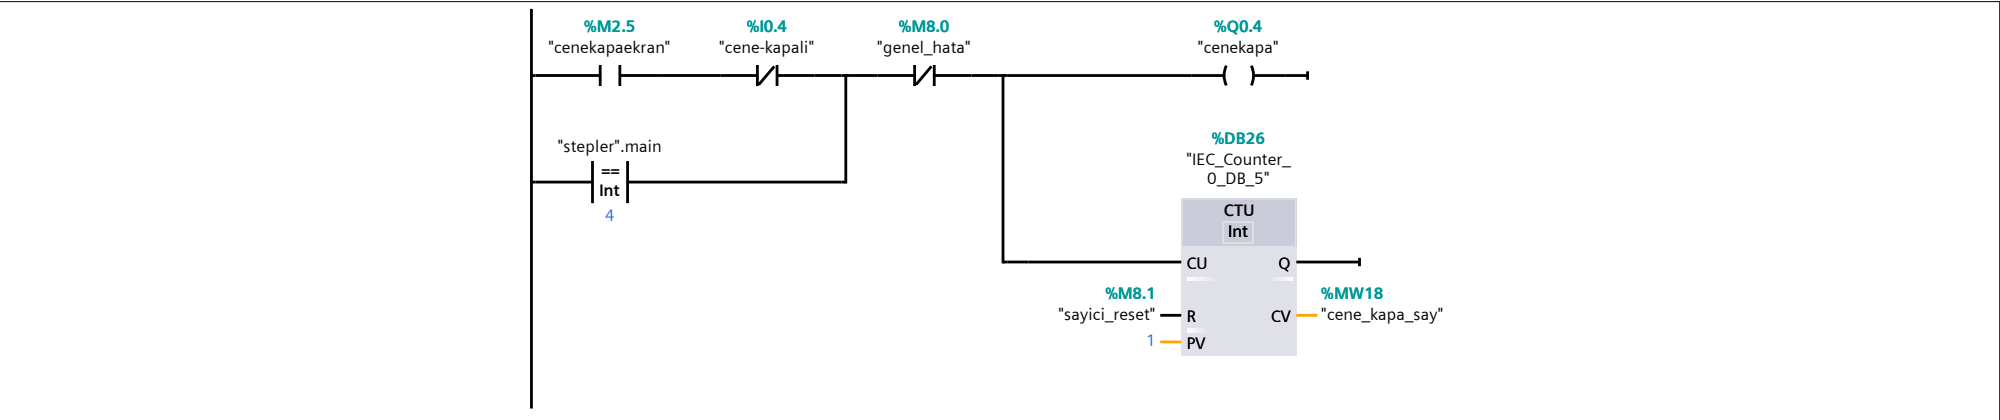 %M2.5
"cenekapaekran"
%I0.4
"cene-kapali"
%M8.0
"genel_hata"
%Q0.4
"cenekapa"
"stepler".main
==
Int
4
%DB26
"IEC_Counter_
0_DB_5"
CTU
Int
CU
Q
%M8.1
"sayici_reset"
R
CV
%MW18
"cene_kapa_say"
1
PV